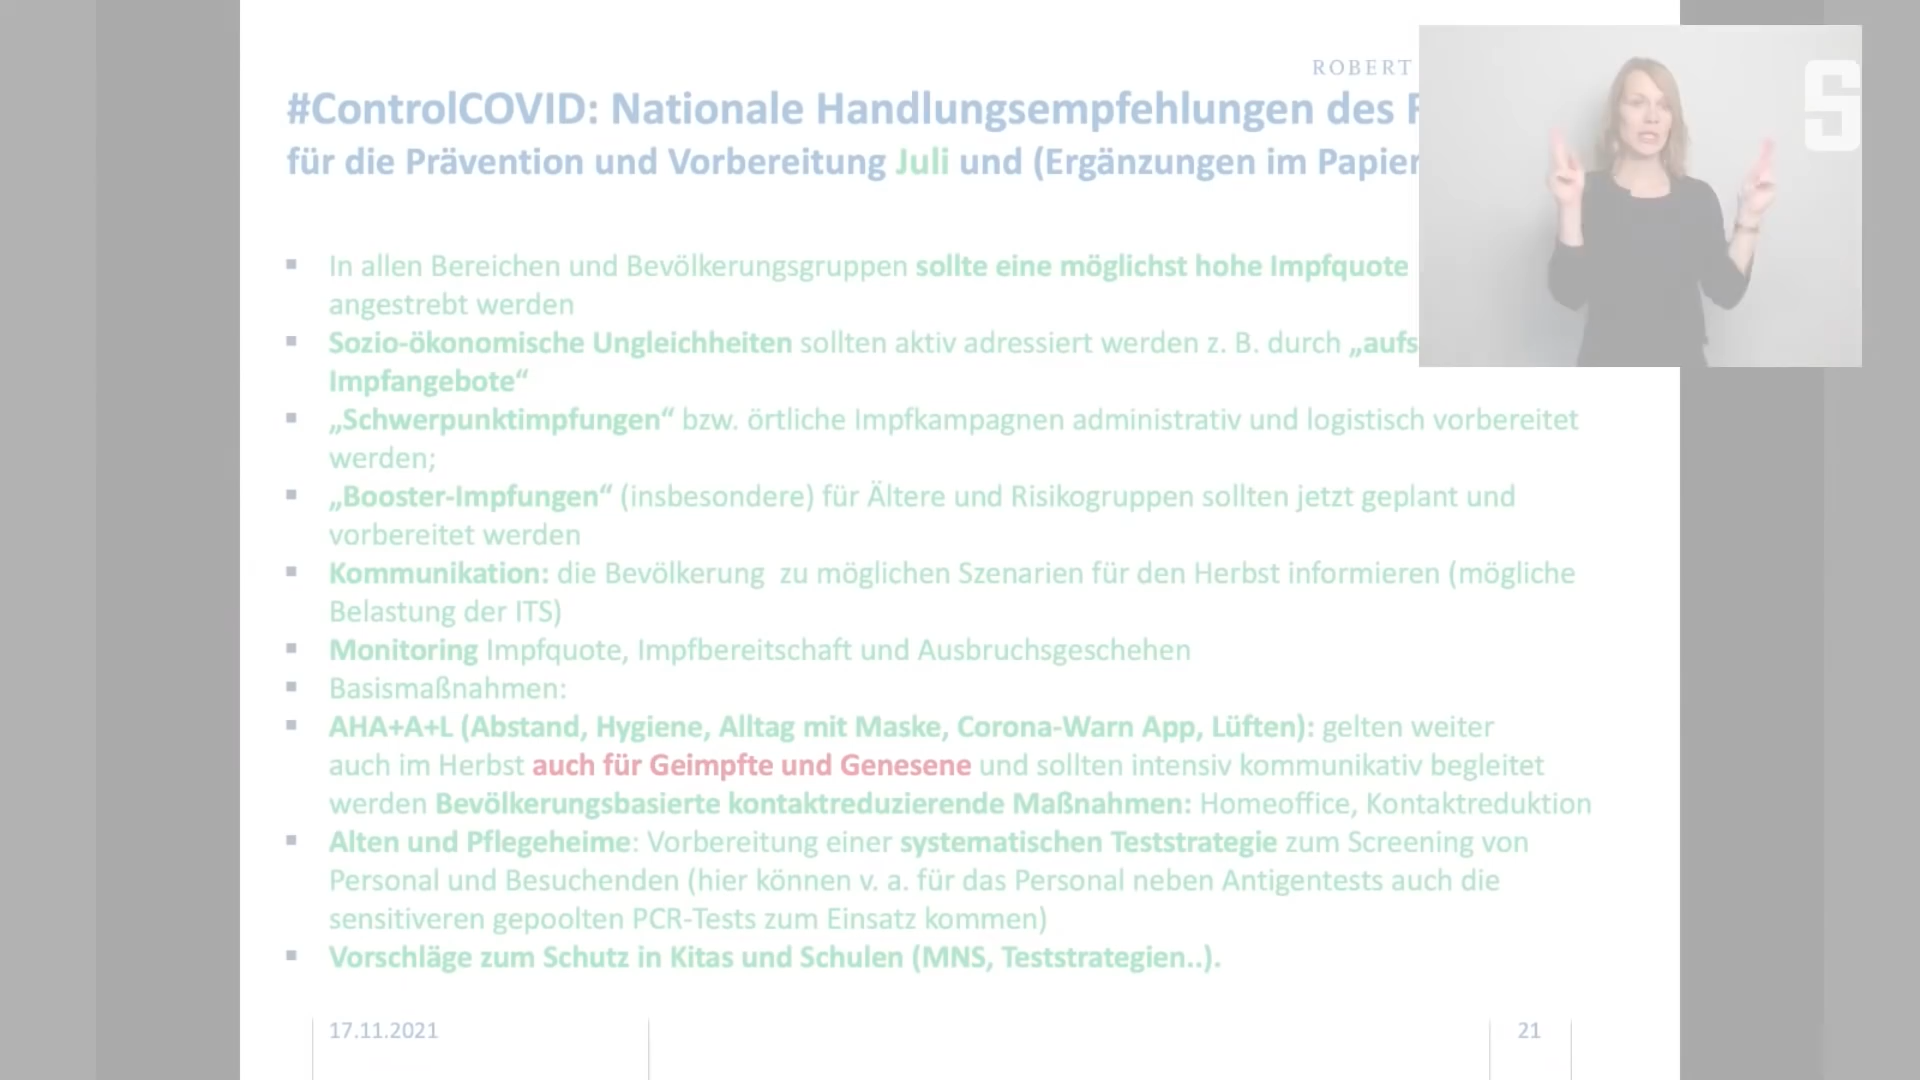 ROBERT
#ControlCOVID: Nationale Handlungsempfehlungen des
für die Prävention und Vorbereitung Juli und (Ergänzungen im Papier
▪ In allen Bereichen und Bevölkerungsgruppen sollte eine möglichst hohe Impfquote
angestrebt werden
▪ Sozio-ökonomische Ungleichheiten sollten aktiv adressiert werden z. B. durch „aufs
Impfangebote“
▪ „Schwerpunktimpfungen“ bzw. örtliche Impfkampagnen administrativ und logistisch vorbereitet
werden;
▪ „Booster-Impfungen“ (insbesondere) für Ältere und Risikogruppen sollten jetzt geplant und
vorbereitet werden
▪ Kommunikation: die Bevölkerung zu möglichen Szenarien für den Herbst informieren (mögliche
Belastung der ITS)
▪ Monitoring Impfquote, Impfbereitschaft und Ausbruchsgeschehen
▪ Basismaßnahmen:
▪ AHA+A+L (Abstand, Hygiene, Alltag mit Maske, Corona-Warn App, Lüften): gelten weiter
auch im Herbst auch für Geimpfte und Genesene und sollten intensiv kommunikativ begleitet
werden Bevölkerungsbasierte kontaktreduzierende Maßnahmen: Homeoffice, Kontaktreduktion
▪ Alten und Pflegeheime: Vorbereitung einer systematischen Teststrategie zum Screening von
Personal und Besuchenden (hier können v. a. für das Personal neben Antigentests auch die
sensitiveren gepoolten PCR-Tests zum Einsatz kommen)
▪ Vorschläge zum Schutz in Kitas und Schulen (MNS, Teststrategien..).
17.11.2021
21
S